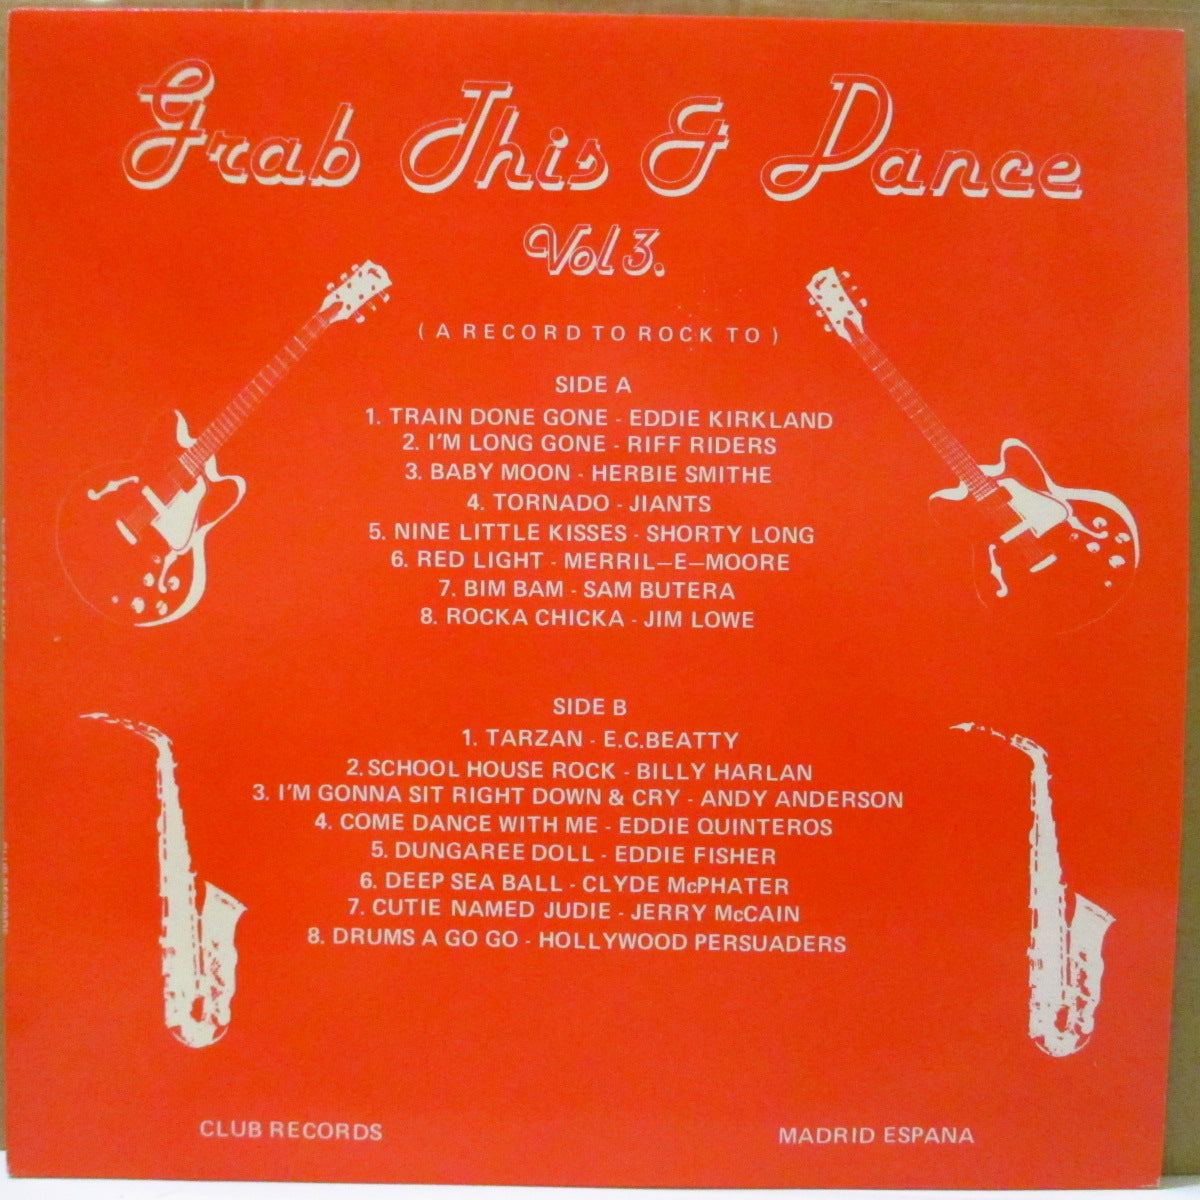 Grab This & Dance
Vol 3.
( A RECORD TO ROCK TO )
SIDE A
1. TRAIN DONE GONE - EDDIE KIRKLAND
2. I'M LONG GONE - RIFF RIDERS
3. BABY MOON - HERBIE SMITHE
4. TORNADO - JIANTS
5. NINE LITTLE KISSES - SHORTY LONG
6. RED LIGHT - MERRIL—E—MOORE
7. BIM BAM - SAM BUTERA
8. ROCKA CHICKA - JIM LOWE
SIDE B
1. TARZAN - E.C.BEATTY
2. SCHOOL HOUSE ROCK - BILLY HARLAN
3. I'M GONNA SIT RIGHT DOWN & CRY - ANDY ANDERSON
4. COME DANCE WITH ME - EDDIE QUINTEROS
5. DUNGAREE DOLL - EDDIE FISHER
6. DEEP SEA BALL - CLYDE McPHATER
7. CUTIE NAMED JUDIE - JERRY McCAIN
8. DRUMS A GO GO - HOLLYWOOD PERSUADERS
CLUB RECORDS
MADRID ESPANA